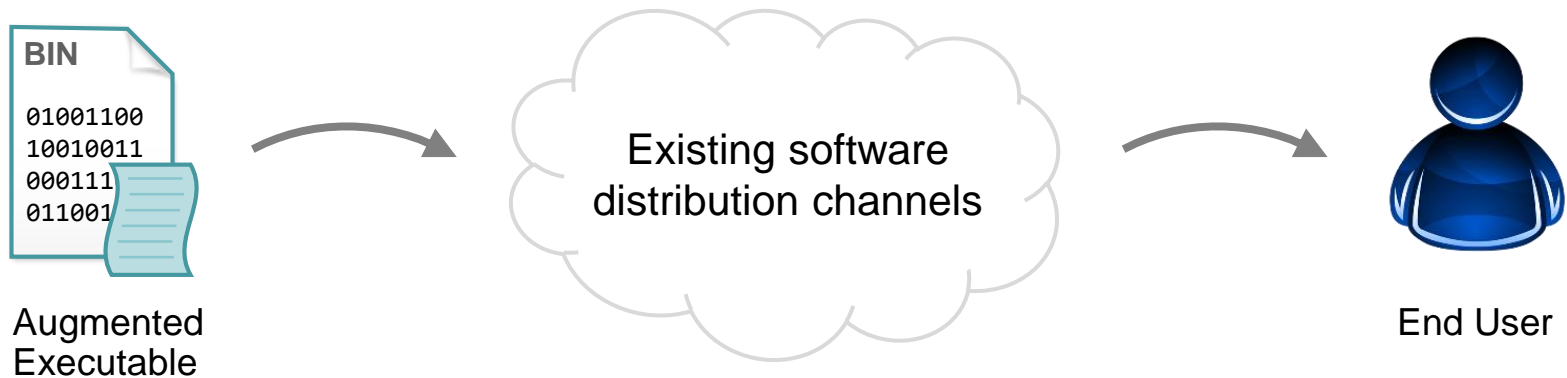 BIN
01001100
10010011
000111
011001
Existing software
distribution channels
Augmented
Executable
End User